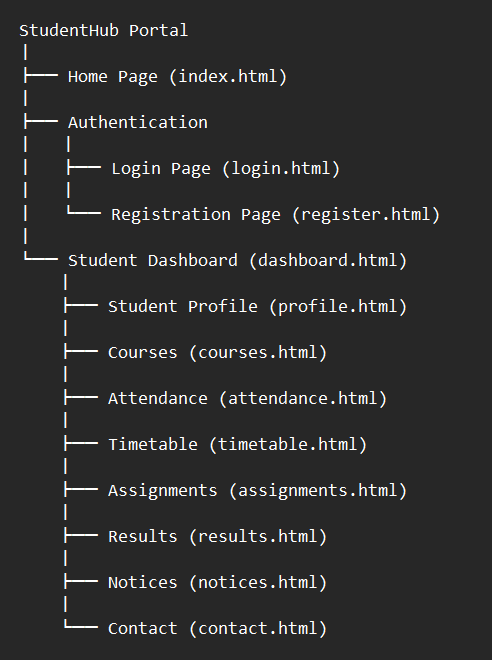 StudentHub Portal
│
├── Home Page (index.html)
│
├── Authentication
│   │
│   ├── Login Page (login.html)
│   │
│   └── Registration Page (register.html)
│
└── Student Dashboard (dashboard.html)
    │
    ├── Student Profile (profile.html)
    │
    ├── Courses (courses.html)
    │
    ├── Attendance (attendance.html)
    │
    ├── Timetable (timetable.html)
    │
    ├── Assignments (assignments.html)
    │
    ├── Results (results.html)
    │
    ├── Notices (notices.html)
    │
    └── Contact (contact.html)